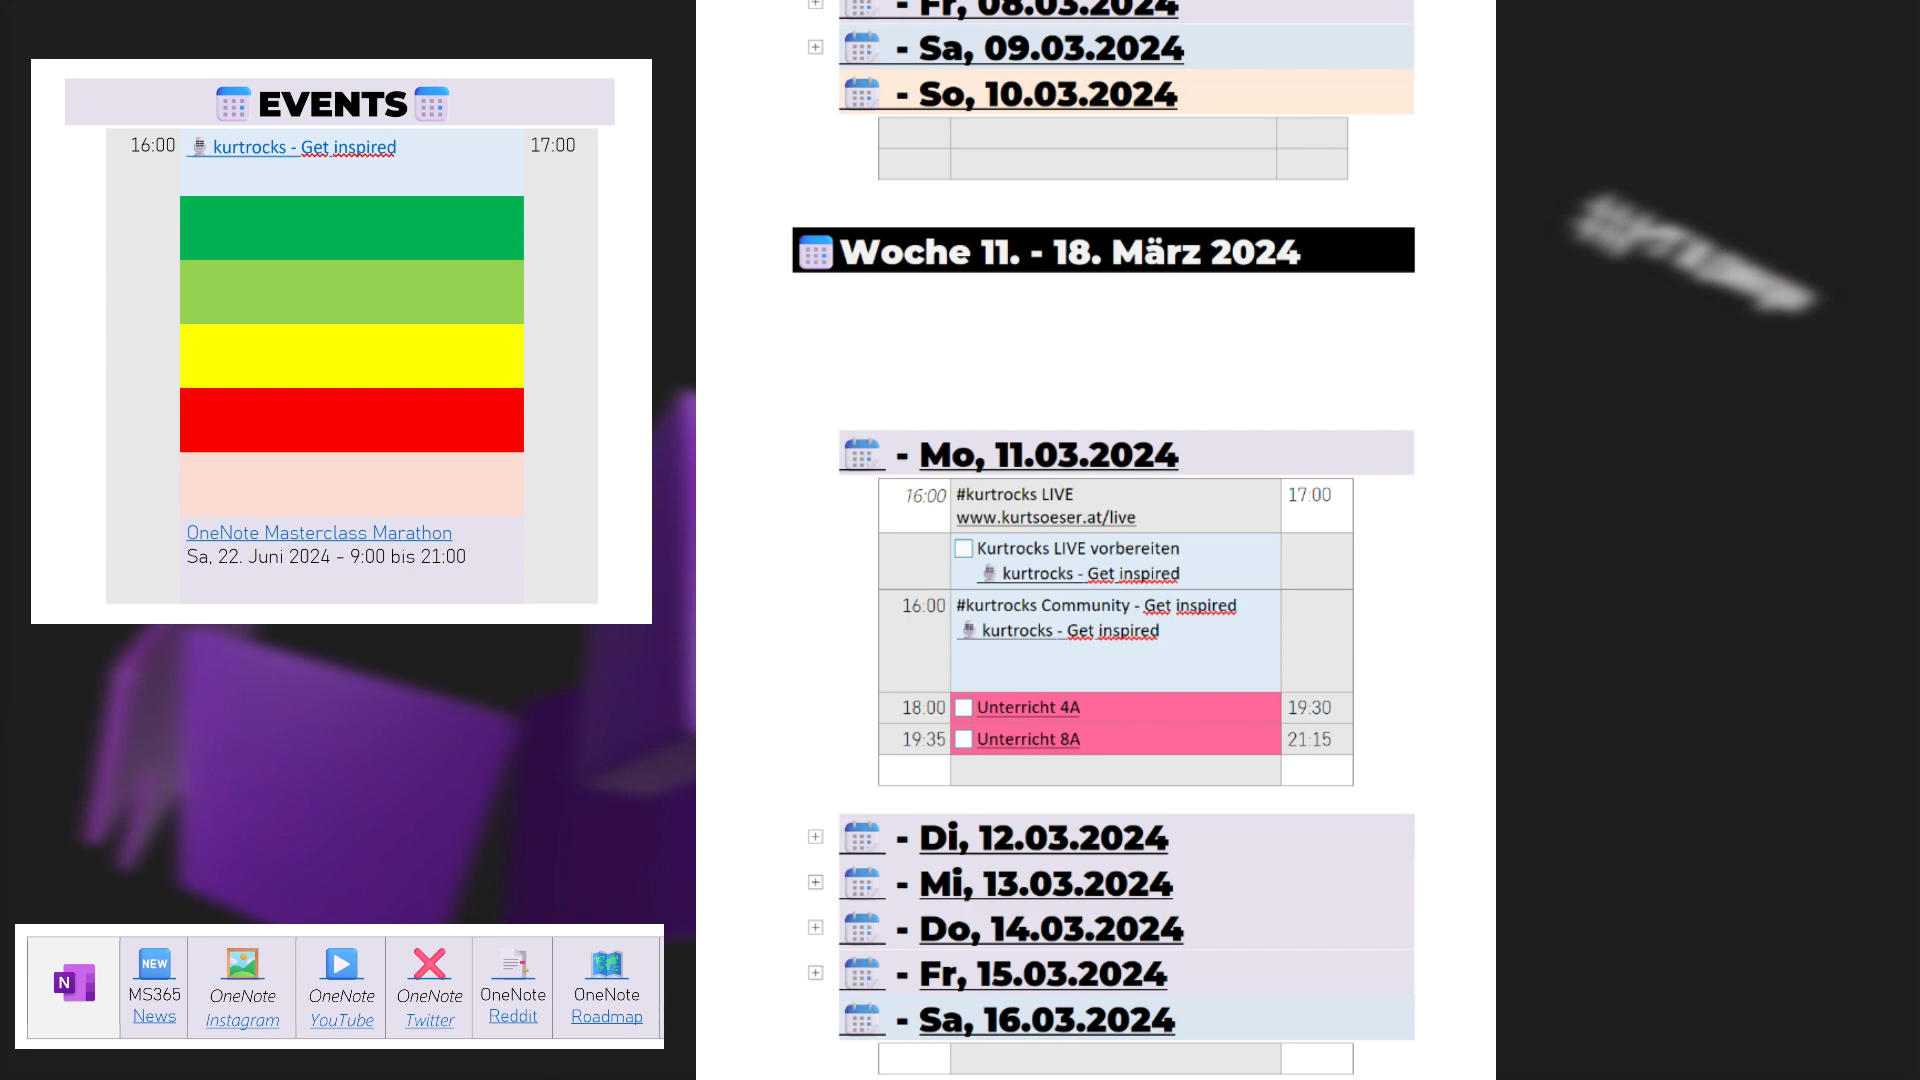 EVENTS
16:00 kurtrocks - Get inspired 17:00
OneNote Masterclass Marathon
Sa, 22. Juni 2024 - 9:00 bis 21:00
N
NEW
MS365
News
OneNote
Instagram
OneNote
YouTube
OneNote
Twitter
OneNote
Reddit
OneNote
Roadmap
- Fr, 08.03.2024
- Sa, 09.03.2024
- So, 10.03.2024
Woche 11. - 18. März 2024
- Mo, 11.03.2024
16:00 #kurtrocks LIVE 17:00
www.kurtsoeser.at/live
Kurtrocks LIVE vorbereiten
kurtrocks - Get inspired
16:00 #kurtrocks Community - Get inspired
kurtrocks - Get inspired
18:00 Unterricht 4A 19:30
19:35 Unterricht 8A 21:15
- Di, 12.03.2024
- Mi, 13.03.2024
- Do, 14.03.2024
- Fr, 15.03.2024
- Sa, 16.03.2024